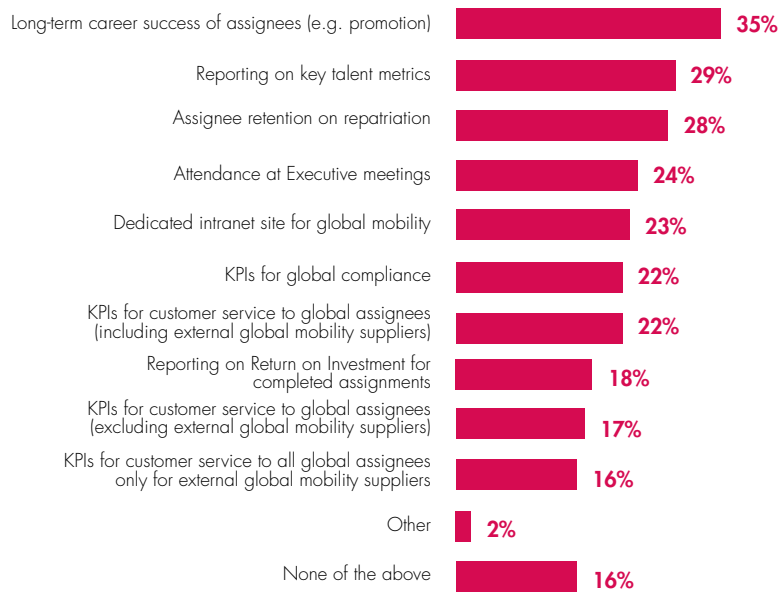 Long-term career success of assignees (e.g. promotion) 35%
Reporting on key talent metrics 29%
Assignee retention on repatriation 28%
Attendance at Executive meetings 24%
Dedicated intranet site for global mobility 23%
KPIs for global compliance 22%
KPIs for customer service to global assignees
(including external global mobility suppliers) 22%
Reporting on Return on Investment for
completed assignments 18%
KPIs for customer service to global assignees
(excluding external global mobility suppliers) 17%
KPIs for customer service to all global assignees
only for external global mobility suppliers 16%
Other 2%
None of the above 16%